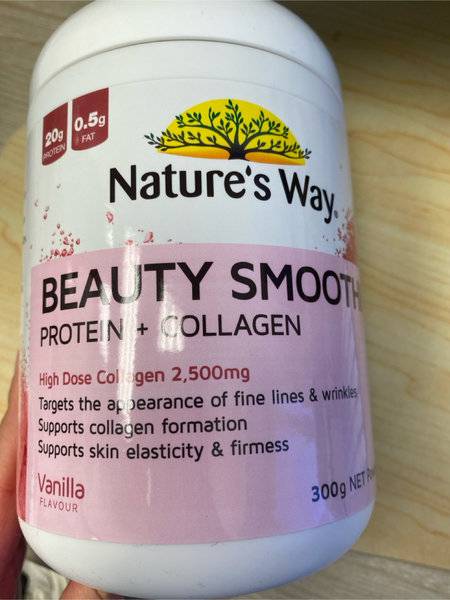 20g
PROTEIN
0.5g
FAT
Nature's Way
BEAUTY SMOOTH
PROTEIN + COLLAGEN
High Dose Collagen 2,500mg
Targets the appearance of fine lines & wrinkles
Supports collagen formation
Supports skin elasticity & firmness
Vanilla
FLAVOUR
300g NET